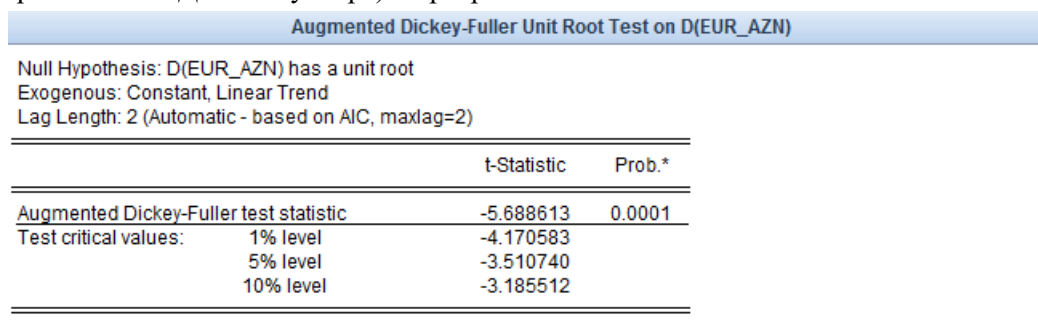 Augmented Dickey-Fuller Unit Root Test on D(EUR_AZN)
Null Hypothesis: D(EUR_AZN) has a unit root
Exogenous: Constant, Linear Trend
Lag Length: 2 (Automatic - based on AIC, maxlag=2)
t-Statistic Prob.*
Augmented Dickey-Fuller test statistic -5.688613 0.0001
Test critical values: 1% level -4.170583
5% level -3.510740
10% level -3.185512